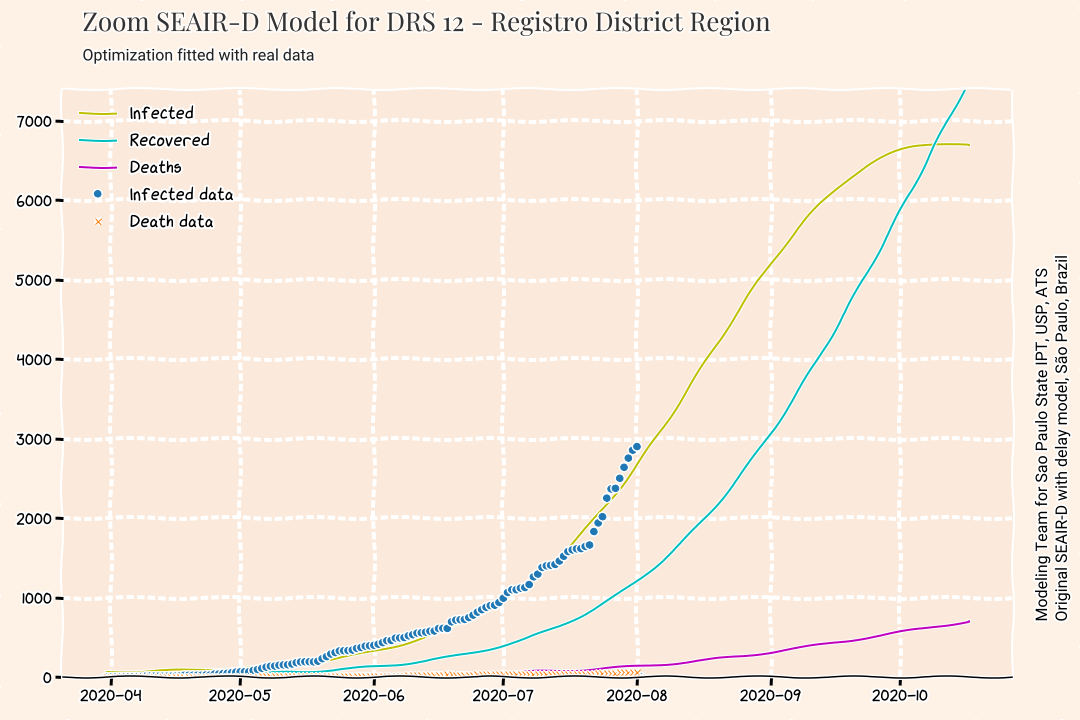 Zoom SEAIR-D Model for DRS 12 - Registro District Region
Optimization fitted with real data
Infected
Recovered
Deaths
Infected data
Death data
7000
6000
5000
4000
3000
2000
1000
0
2020-04 2020-05 2020-06 2020-07 2020-08 2020-09 2020-10
Modeling Team for Sao Paulo State IPT, USP, ATS
Original SEAIR-D with delay model, São Paulo, Brazil